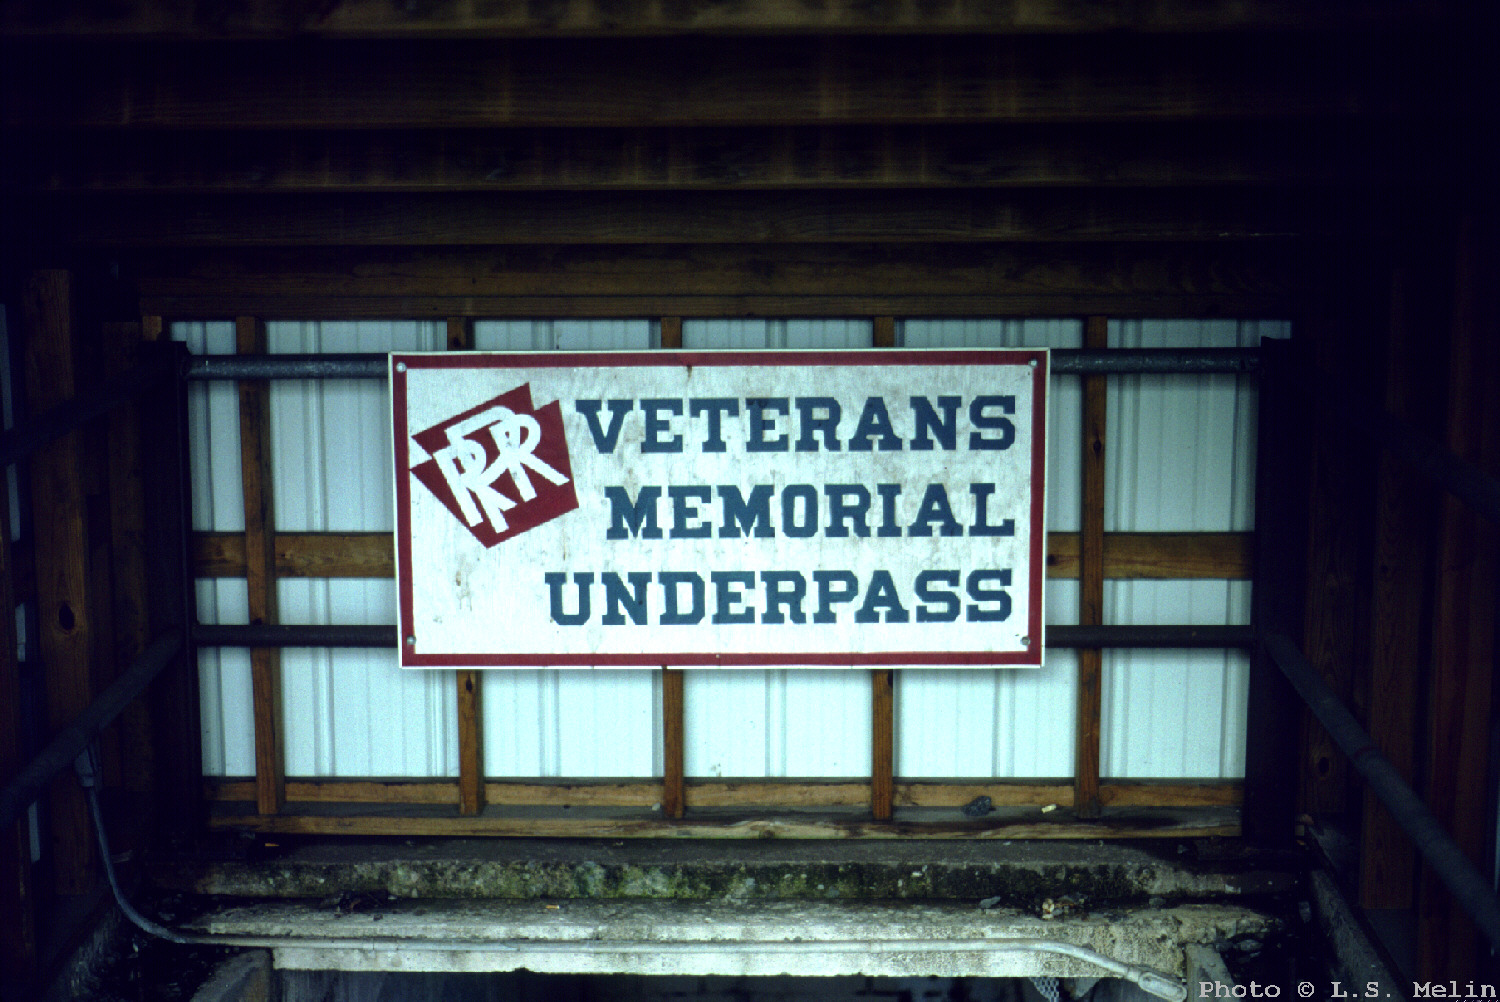 PRR
VETERANS
MEMORIAL
UNDERPASS
Photo © L.S. Melin